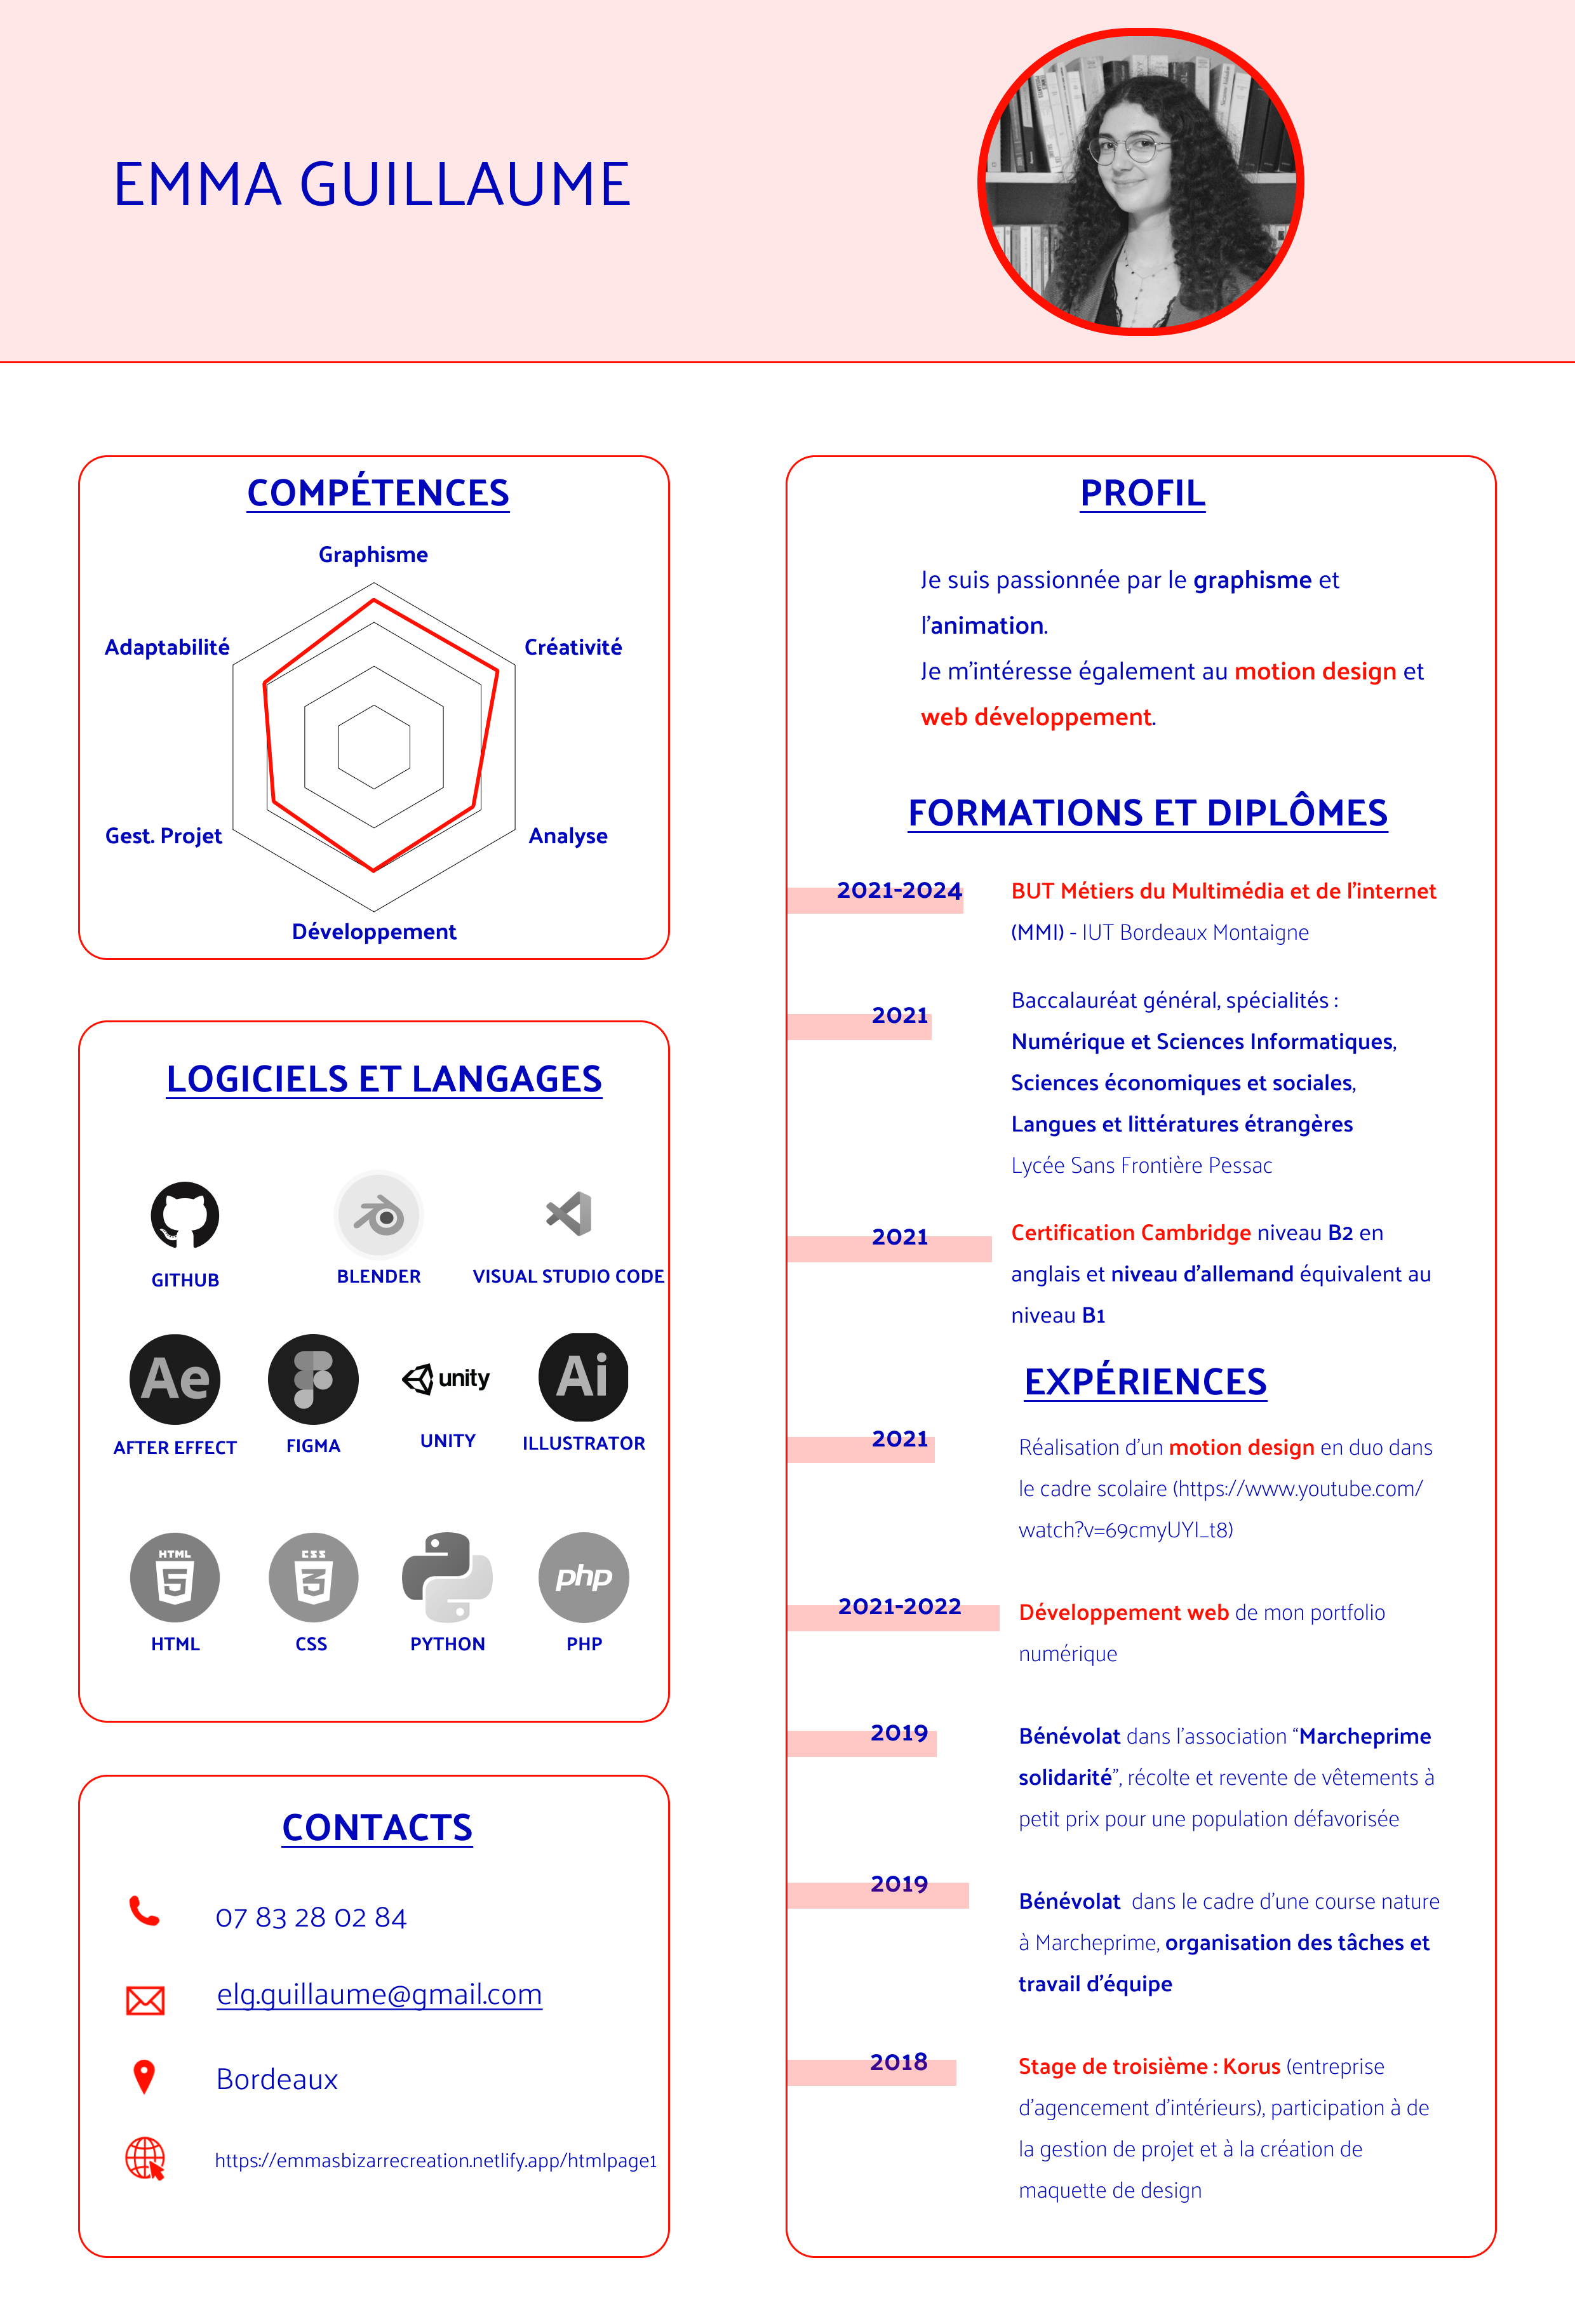 EMMA GUILLAUME
COMPÉTENCES
Graphisme
Adaptabilité
Créativité
Gest. Projet
Analyse
Développement
LOGICIELS ET LANGAGES
GITHUB
BLENDER
VISUAL STUDIO CODE
Ae
unity
Ai
AFTER EFFECT
FIGMA
UNITY
ILLUSTRATOR
HTML
5
CSS
3
php
HTML
CSS
PYTHON
PHP
CONTACTS
07 83 28 02 84
elg.guillaume@gmail.com
Bordeaux
https://emmasbizarrecreation.netlify.app/htmlpage1
PROFIL
Je suis passionnée par le graphisme et
l'animation.
Je m'intéresse également au motion design et
web développement.
FORMATIONS ET DIPLÔMES
2021-2024
BUT Métiers du Multimédia et de l'internet
(MMI) - IUT Bordeaux Montaigne
2021
Baccalauréat général, spécialités :
Numérique et Sciences Informatiques,
Sciences économiques et sociales,
Langues et littératures étrangères
Lycée Sans Frontière Pessac
2021
Certification Cambridge niveau B2 en
anglais et niveau d'allemand équivalent au
niveau B1
EXPÉRIENCES
2021
Réalisation d'un motion design en duo dans
le cadre scolaire (https://www.youtube.com/
watch?v=69cmyUYI_t8)
2021-2022
Développement web de mon portfolio
numérique
2019
Bénévolat dans l'association “Marcheprime
solidarité”, récolte et revente de vêtements à
petit prix pour une population défavorisée
2019
Bénévolat dans le cadre d'une course nature
à Marcheprime, organisation des tâches et
travail d'équipe
2018
Stage de troisième : Korus (entreprise
d'agencement d'intérieurs), participation à de
la gestion de projet et à la création de
maquette de design